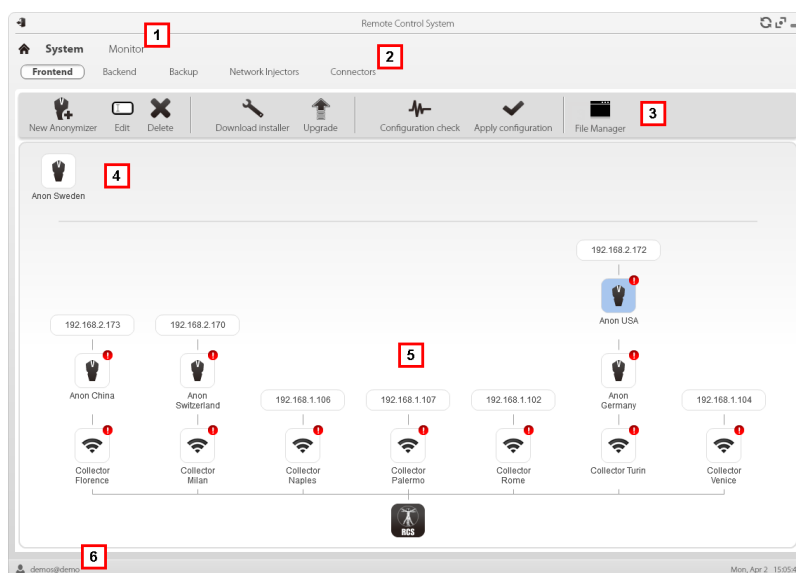 Remote Control System
1
System Monitor
2
Frontend Backend Backup Network Injectors Connectors
New Anonymizer Edit Delete Download installer Upgrade Configuration check Apply configuration File Manager
3
4
Anon Sweden
192.168.2.172
Anon USA
192.168.2.173 192.168.2.170
5
Anon China
Anon
Switzerland
Anon
Germany
192.168.1.106 192.168.1.107 192.168.1.102 192.168.1.104
Collector
Florence
Collector
Milan
Collector
Naples
Collector
Palermo
Collector
Rome
Collector Turin
Collector
Venice
RCS
6
demos@demo
Mon, Apr 2 15:05:4